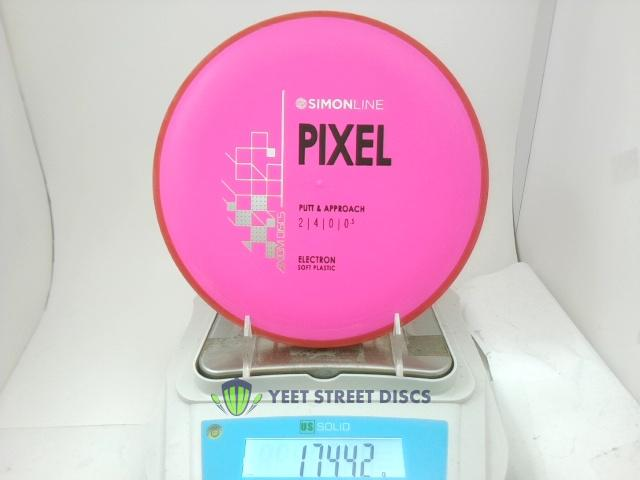 SIMONLINE
PIXEL
PUTT & APPROACH
2 | 4 | 0 | 0.5
ELECTRON
SOFT PLASTIC
AXIOM DISCS
YEET STREET DISCS
US SOLID
174.42 g